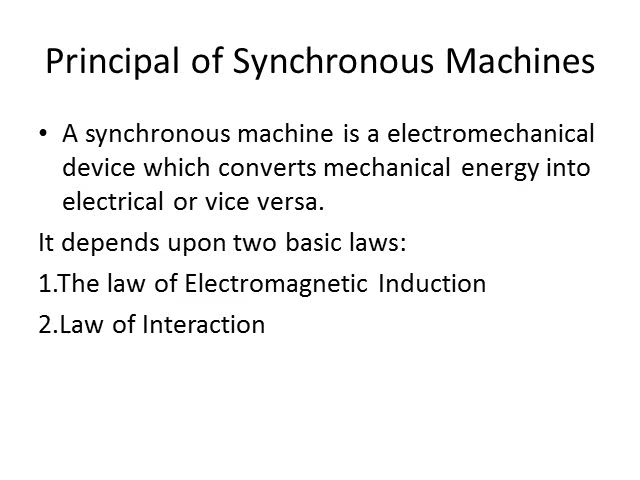 Principal of Synchronous Machines
• A synchronous machine is a electromechanical
device which converts mechanical energy into
electrical or vice versa.
It depends upon two basic laws:
1.The law of Electromagnetic Induction
2.Law of Interaction